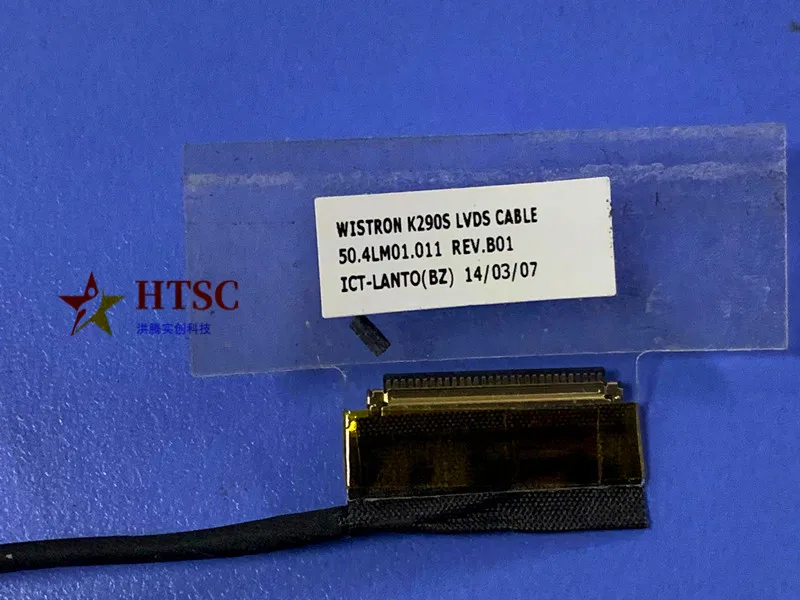 WISTRON K290S LVDS CABLE
50.4LM01.011 REV.B01
ICT-LANTO(BZ) 14/03/07
HTSC
洪腾实创科技